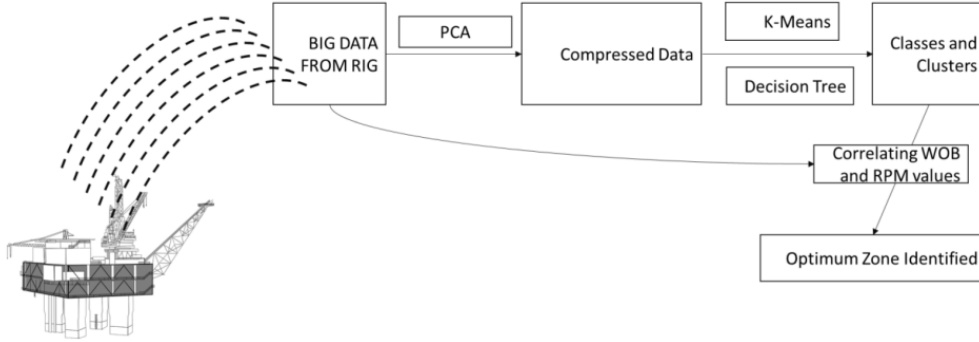 BIG DATA
FROM RIG
PCA
Compressed Data
K-Means
Decision Tree
Classes and
Clusters
Correlating WOB
and RPM values
Optimum Zone Identified